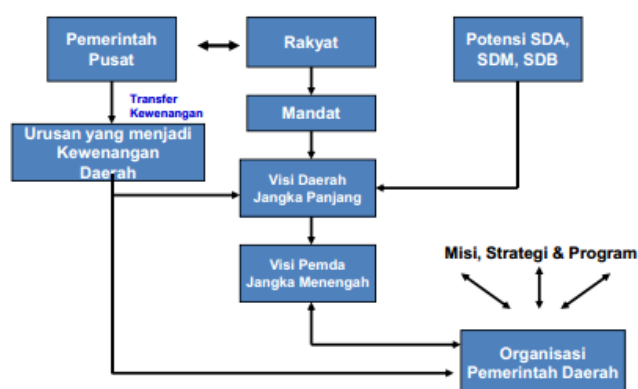 Pemerintah
Pusat
Rakyat
Potensi SDA,
SDM, SDB
Transfer
Kewenangan
Mandat
Urusan yang menjadi
Kewenangan
Daerah
Visi Daerah
Jangka Panjang
Visi Pemda
Jangka Menengah
Misi, Strategi & Program
Organisasi
Pemerintah Daerah